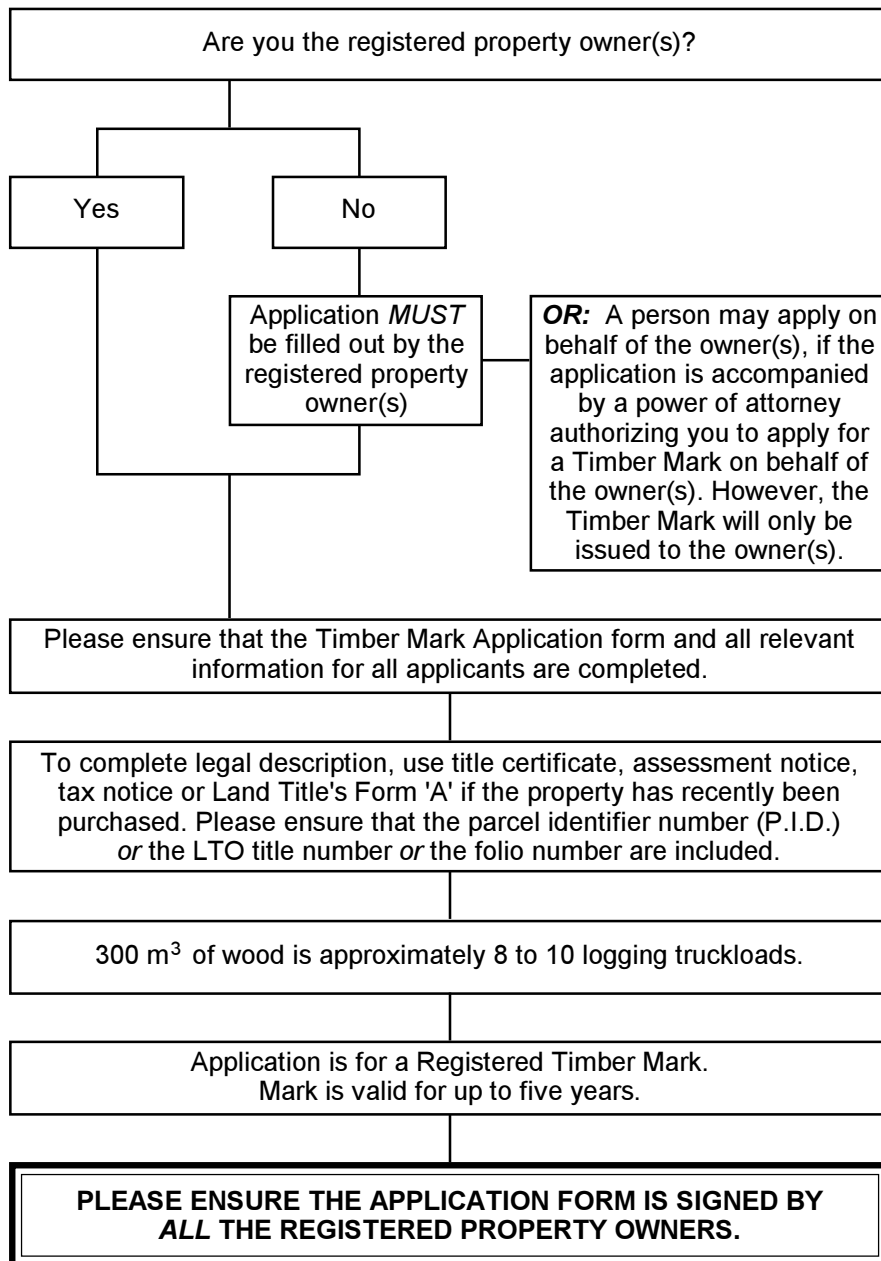 Are you the registered property owner(s)?
Yes
No
Application MUST
be filled out by the
registered property
owner(s)
OR: A person may apply on
behalf of the owner(s), if the
application is accompanied
by a power of attorney
authorizing you to apply for
a Timber Mark on behalf of
the owner(s). However, the
Timber Mark will only be
issued to the owner(s).
Please ensure that the Timber Mark Application form and all relevant
information for all applicants are completed.
To complete legal description, use title certificate, assessment notice,
tax notice or Land Title's Form 'A' if the property has recently been
purchased. Please ensure that the parcel identifier number (P.I.D.)
or the LTO title number or the folio number are included.
300 m³ of wood is approximately 8 to 10 logging truckloads.
Application is for a Registered Timber Mark.
Mark is valid for up to five years.
PLEASE ENSURE THE APPLICATION FORM IS SIGNED BY
ALL THE REGISTERED PROPERTY OWNERS.